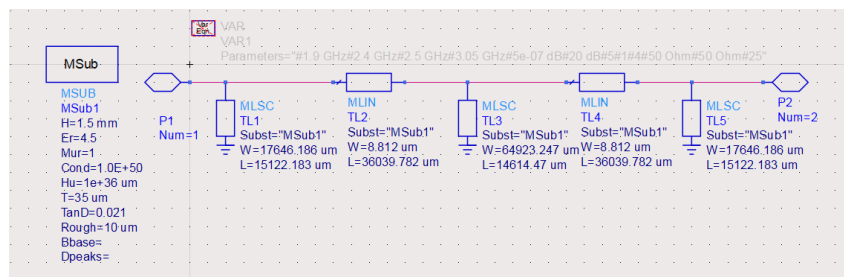 Var
Eqn
VAR
VAR1
Parameters="#1.9 GHz#2.4 GHz#2.5 GHz#3.05 GHz#5e-07 dB#20 dB#5#1#4#50 Ohm#50 Ohm#25"
MSub
MSUB
MSub1
H=1.5 mm
Er=4.5
Mur=1
Cond=1.0E+50
Hu=1e+36 um
T=35 um
TanD=0.021
Rough=10 um
Bbase=
Dpeaks=
P1
Num=1
MLSC
TL1
Subst="MSub1"
W=17646.186 um
L=15122.183 um
MLIN
TL2
Subst="MSub1"
W=8.812 um
L=36039.782 um
MLSC
TL3
Subst="MSub1"
W=64923.247 um
L=14614.47 um
MLIN
TL4
Subst="MSub1"
W=8.812 um
L=36039.782 um
MLSC
TL5
Subst="MSub1"
W=17646.186 um
L=15122.183 um
P2
Num=2